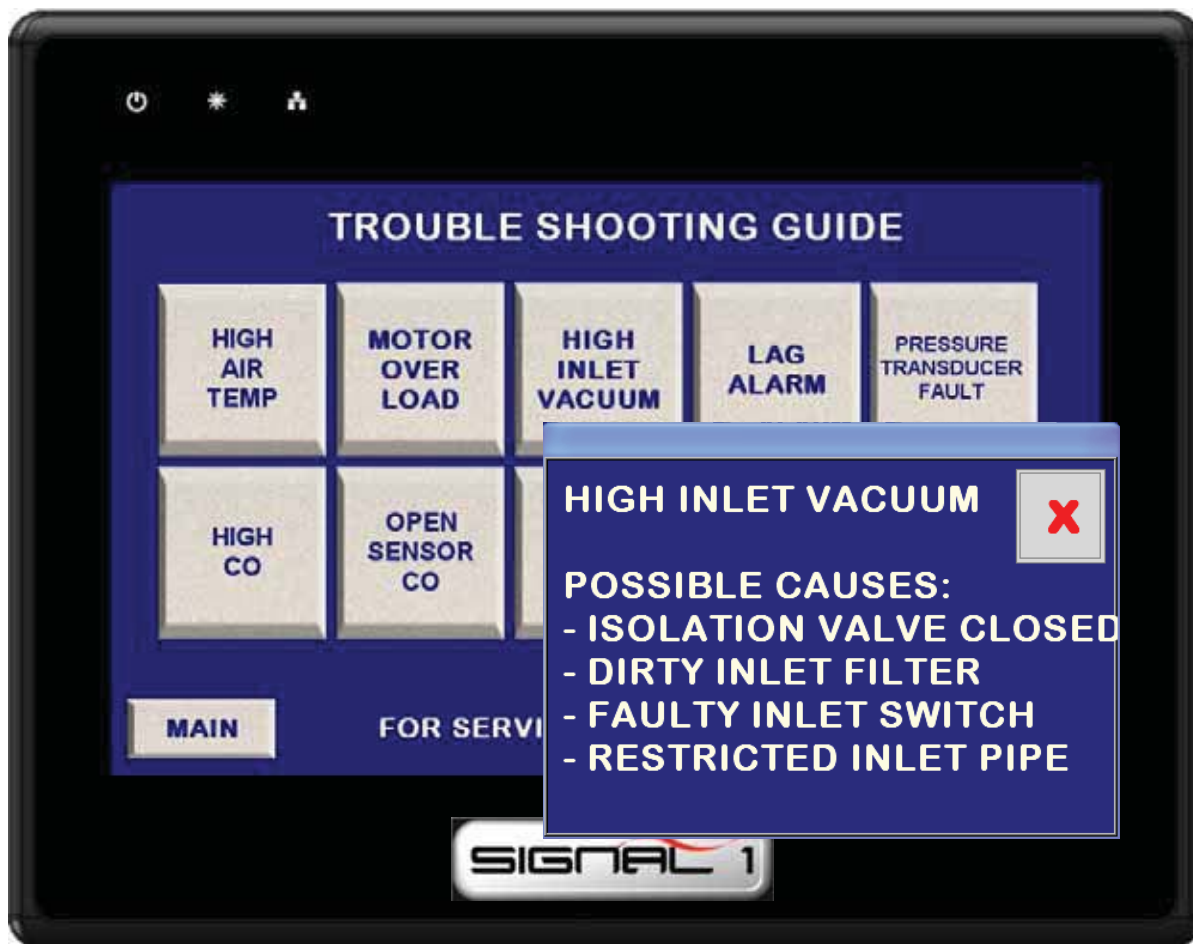 TROUBLE SHOOTING GUIDE
HIGH
AIR
TEMP
MOTOR
OVER
LOAD
HIGH
INLET
VACUUM
LAG
ALARM
PRESSURE
TRANSDUCER
FAULT
HIGH
CO
OPEN
SENSOR
CO
HIGH INLET VACUUM
X
POSSIBLE CAUSES:
- ISOLATION VALVE CLOSED
- DIRTY INLET FILTER
- FAULTY INLET SWITCH
- RESTRICTED INLET PIPE
MAIN
FOR SERVI
SIGNAL 1